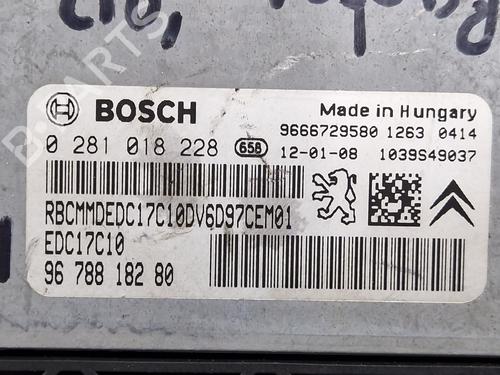 BOSCH
Made in Hungary
9666729580 1263 0414
0 281 018 228 658 12-01-08 1039S49037
RBCMMDEDC17C10DV6D97CEM01
EDC17C10
96 788 182 80
B-PARTS